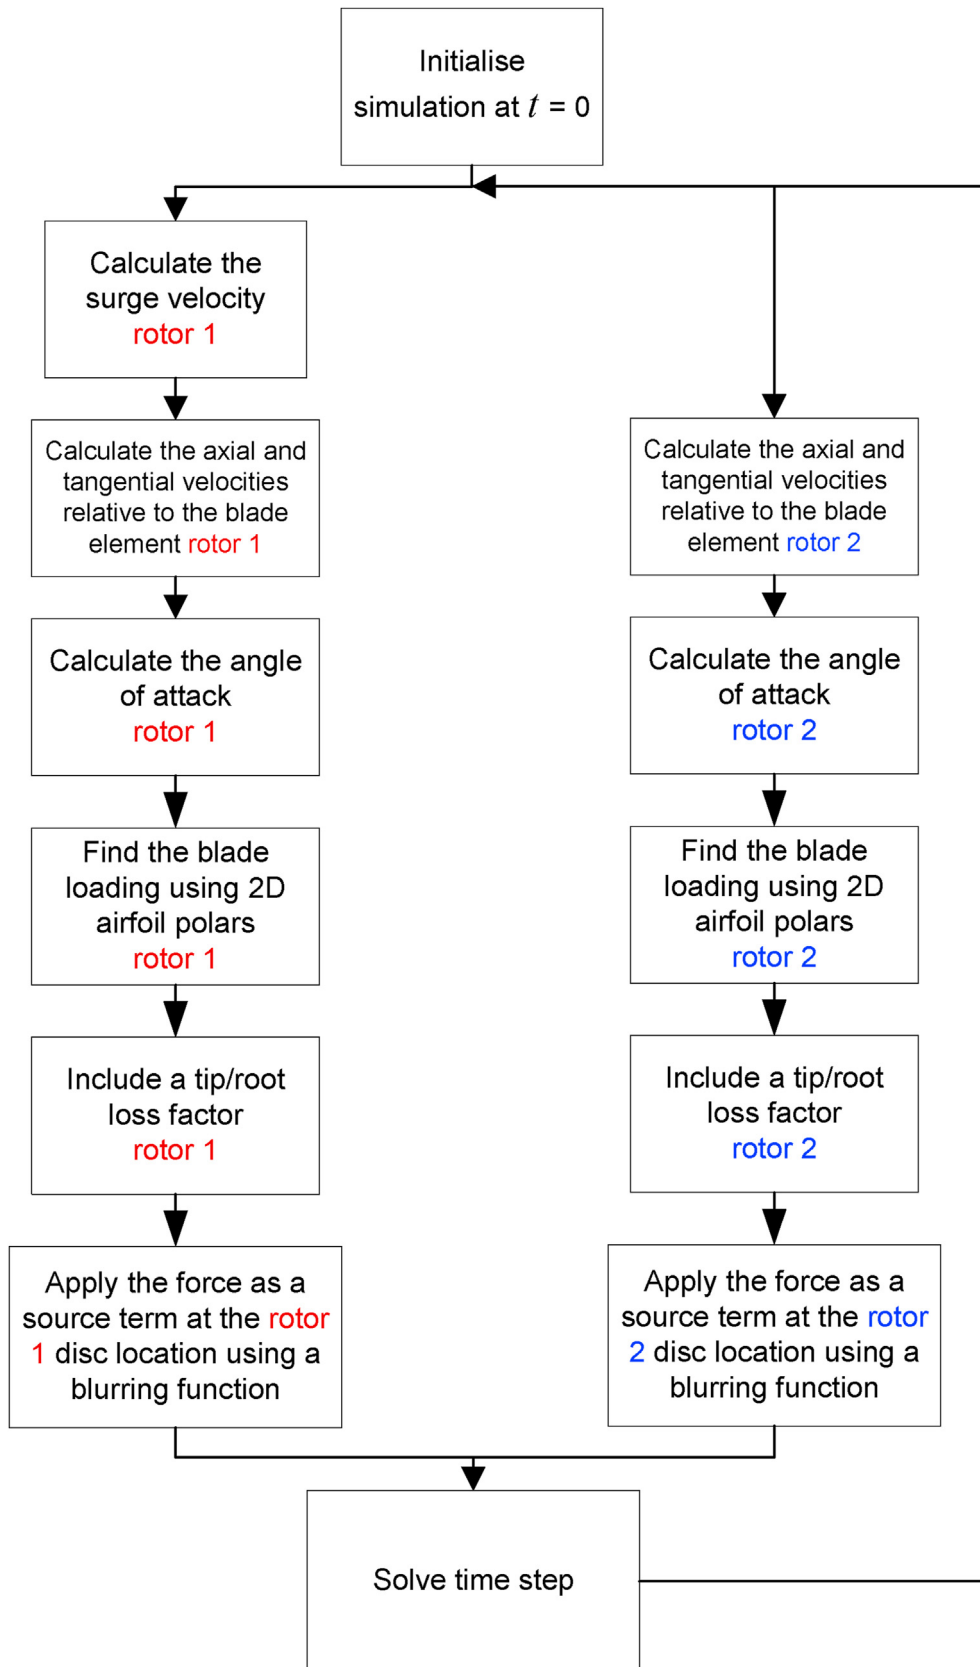 Initialise
simulation at t = 0
Calculate the
surge velocity
rotor 1
Calculate the axial and
tangential velocities
relative to the blade
element rotor 1
Calculate the angle
of attack
rotor 1
Find the blade
loading using 2D
airfoil polars
rotor 1
Include a tip/root
loss factor
rotor 1
Apply the force as a
source term at the rotor
1 disc location using a
blurring function
Calculate the axial and
tangential velocities
relative to the blade
element rotor 2
Calculate the angle
of attack
rotor 2
Find the blade
loading using 2D
airfoil polars
rotor 2
Include a tip/root
loss factor
rotor 2
Apply the force as a
source term at the rotor
2 disc location using a
blurring function
Solve time step